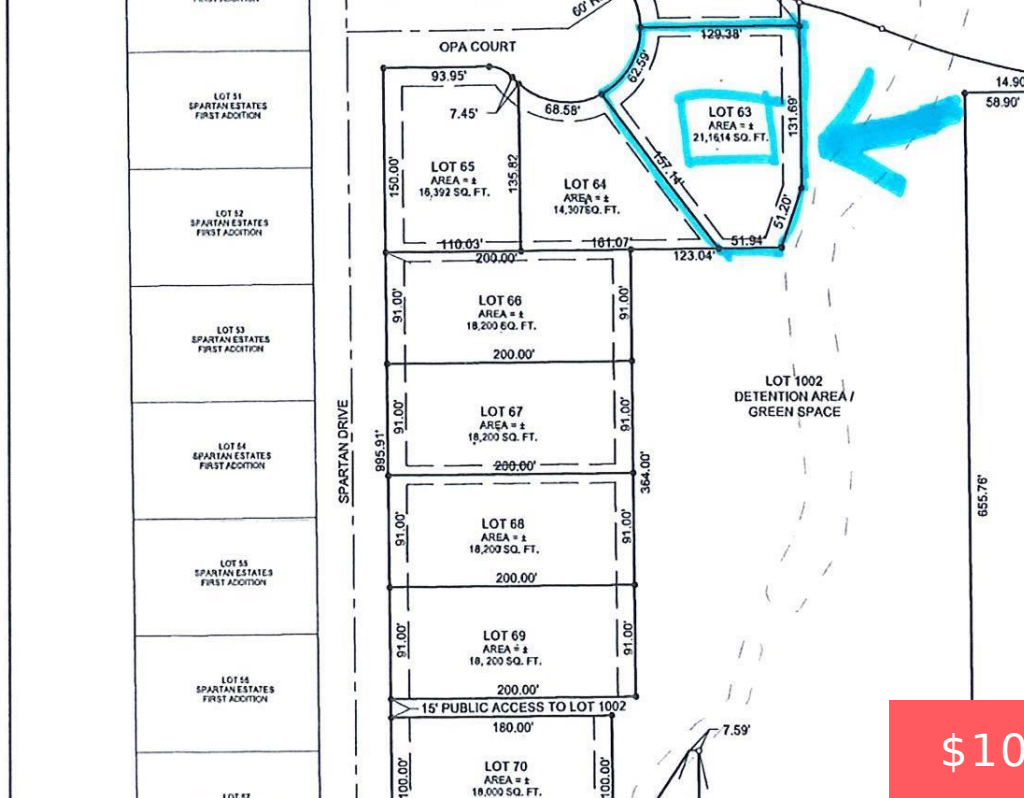 FIRST ADDITION
60'
OPA COURT
129.38'
62.59'
93.95'
7.45'
68.58'
14.90
58.90'
LOT 51
SPARTAN ESTATES
FIRST ADDITION
LOT 63
AREA = ±
21,1614 SQ. FT.
131.69'
150.00'
LOT 65
AREA = ±
16,392 SQ. FT.
135.82
LOT 64
AREA = ±
14,307SQ. FT.
157.14'
51.20'
LOT 52
SPARTAN ESTATES
FIRST ADDITION
110.03'
161.07'
51.94'
200.00'
123.04'
91.00'
LOT 66
AREA = ±
18,200 SQ. FT.
91.00'
LOT 53
SPARTAN ESTATES
FIRST ADDITION
200.00'
LOT 1002
DETENTION AREA /
GREEN SPACE
SPARTAN DRIVE
995.91'
91.00'
LOT 67
AREA = ±
18,200 SQ. FT.
91.00'
LOT 54
SPARTAN ESTATES
FIRST ADDITION
200.00'
364.00'
655.76'
91.00'
LOT 68
AREA = ±
18,200 SQ. FT.
91.00'
LOT 55
SPARTAN ESTATES
FIRST ADDITION
200.00'
91.00'
LOT 69
AREA = ±
18, 200 SQ. FT.
91.00'
LOT 56
SPARTAN ESTATES
FIRST ADDITION
200.00'
15' PUBLIC ACCESS TO LOT 1002
180.00'
7.59'
100.00'
LOT 70
AREA = ±
18,000 SQ. FT.
100.00'
LOT 57
$10